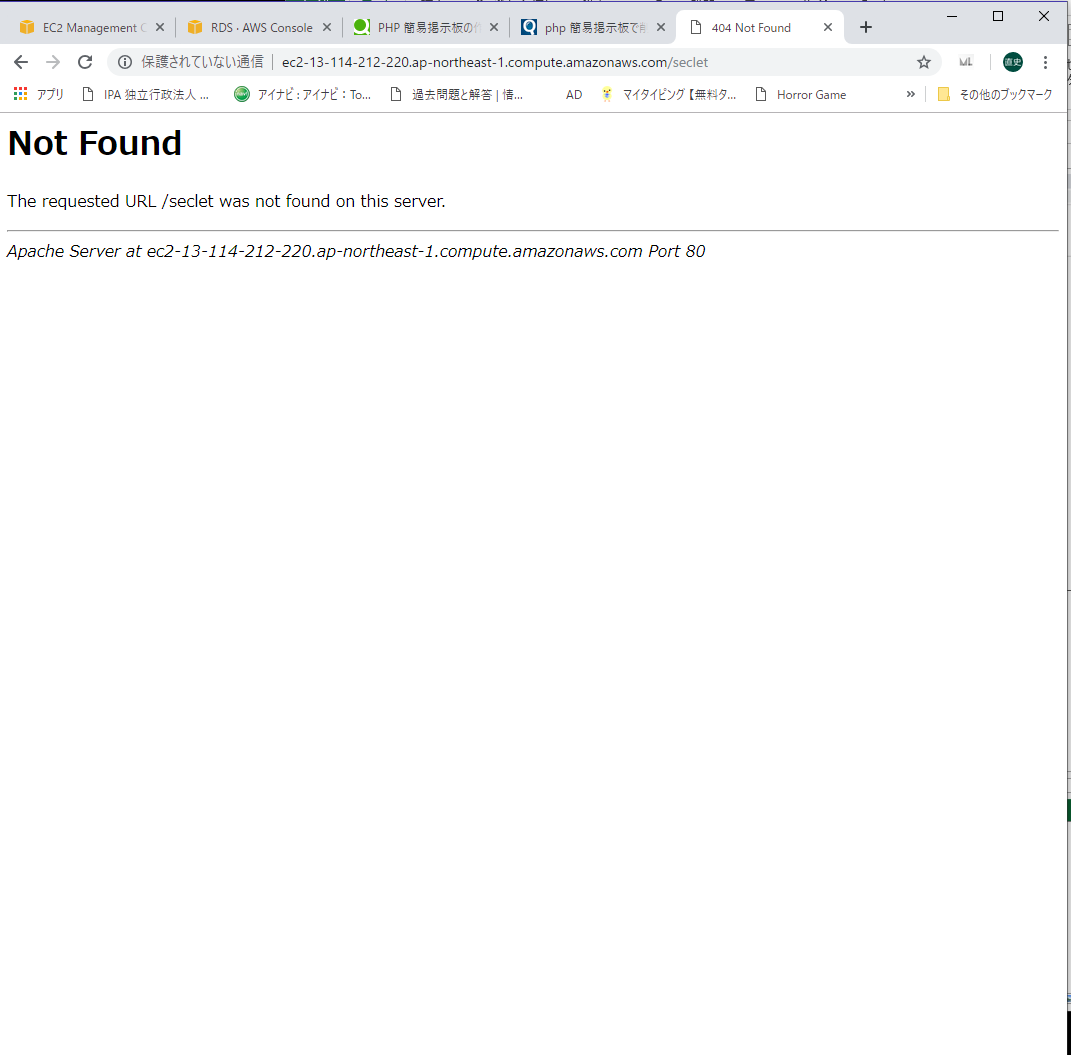 EC2 Management C
RDS · AWS Console
PHP 簡易掲示板の
php 簡易掲示板で
404 Not Found
保護されていない通信
ec2-13-114-212-220.ap-northeast-1.compute.amazonaws.com/seclet
ML
直史
アプリ
IPA 独立行政法人 ...
アイナビ : アイナビ：To...
過去問題と解答 | 情...
AD
マイタイピング【無料タ...
Horror Game
»
その他のブックマーク
Not Found
The requested URL /seclet was not found on this server.
Apache Server at ec2-13-114-212-220.ap-northeast-1.compute.amazonaws.com Port 80